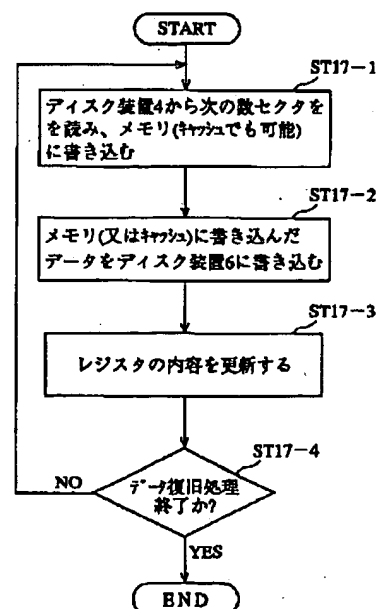 START
ST17-1
ディスク装置4から次の数セクタを
を読み、メモリ(キャッシュでも可能)
に書き込む
ST17-2
メモリ(又はキャッシュ)に書き込んだ
データをディスク装置6に書き込む
ST17-3
レジスタの内容を更新する
ST17-4
データ復旧処理
終了か?
NO
YES
END